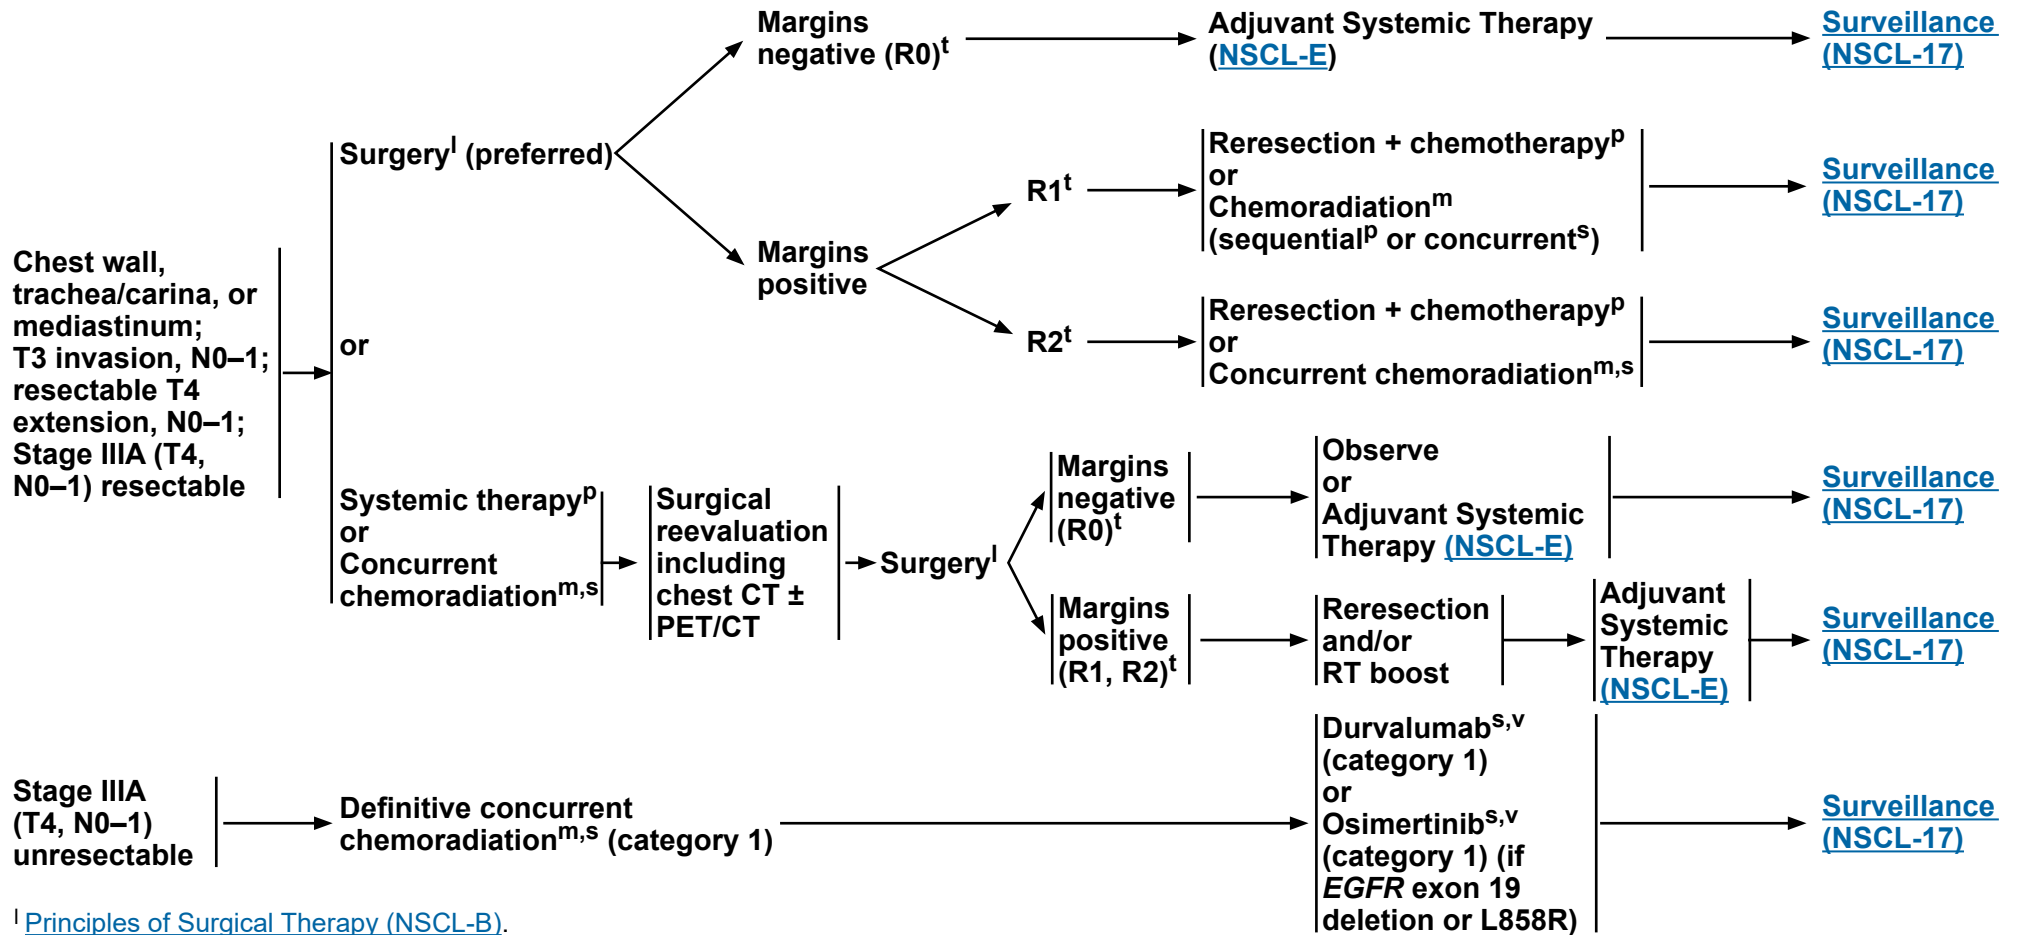 Margins
negative (R0)t
Adjuvant Systemic Therapy
(NSCL-E)
Surveillance
(NSCL-17)
Surgeryl (preferred)
R1t
Reresection + chemotherapyp
or
Chemoradiationm
(sequentialp or concurrents)
Surveillance
(NSCL-17)
Margins
positive
R2t
Reresection + chemotherapyp
or
Concurrent chemoradiationm,s
Surveillance
(NSCL-17)
Chest wall,
trachea/carina, or
mediastinum;
T3 invasion, N0–1;
resectable T4
extension, N0–1;
Stage IIIA (T4,
N0–1) resectable
or
Systemic therapyp
or
Concurrent
chemoradiationm,s
Surgical
reevaluation
including
chest CT ±
PET/CT
Surgeryl
Margins
negative
(R0)t
Observe
or
Adjuvant Systemic
Therapy (NSCL-E)
Surveillance
(NSCL-17)
Margins
positive
(R1, R2)t
Reresection
and/or
RT boost
Adjuvant
Systemic
Therapy
(NSCL-E)
Surveillance
(NSCL-17)
Stage IIIA
(T4, N0–1)
unresectable
Definitive concurrent
chemoradiationm,s (category 1)
Durvalumabs,v
(category 1)
or
Osimertinibs,v
(category 1) (if
EGFR exon 19
deletion or L858R)
Surveillance
(NSCL-17)
l Principles of Surgical Therapy (NSCL-B).